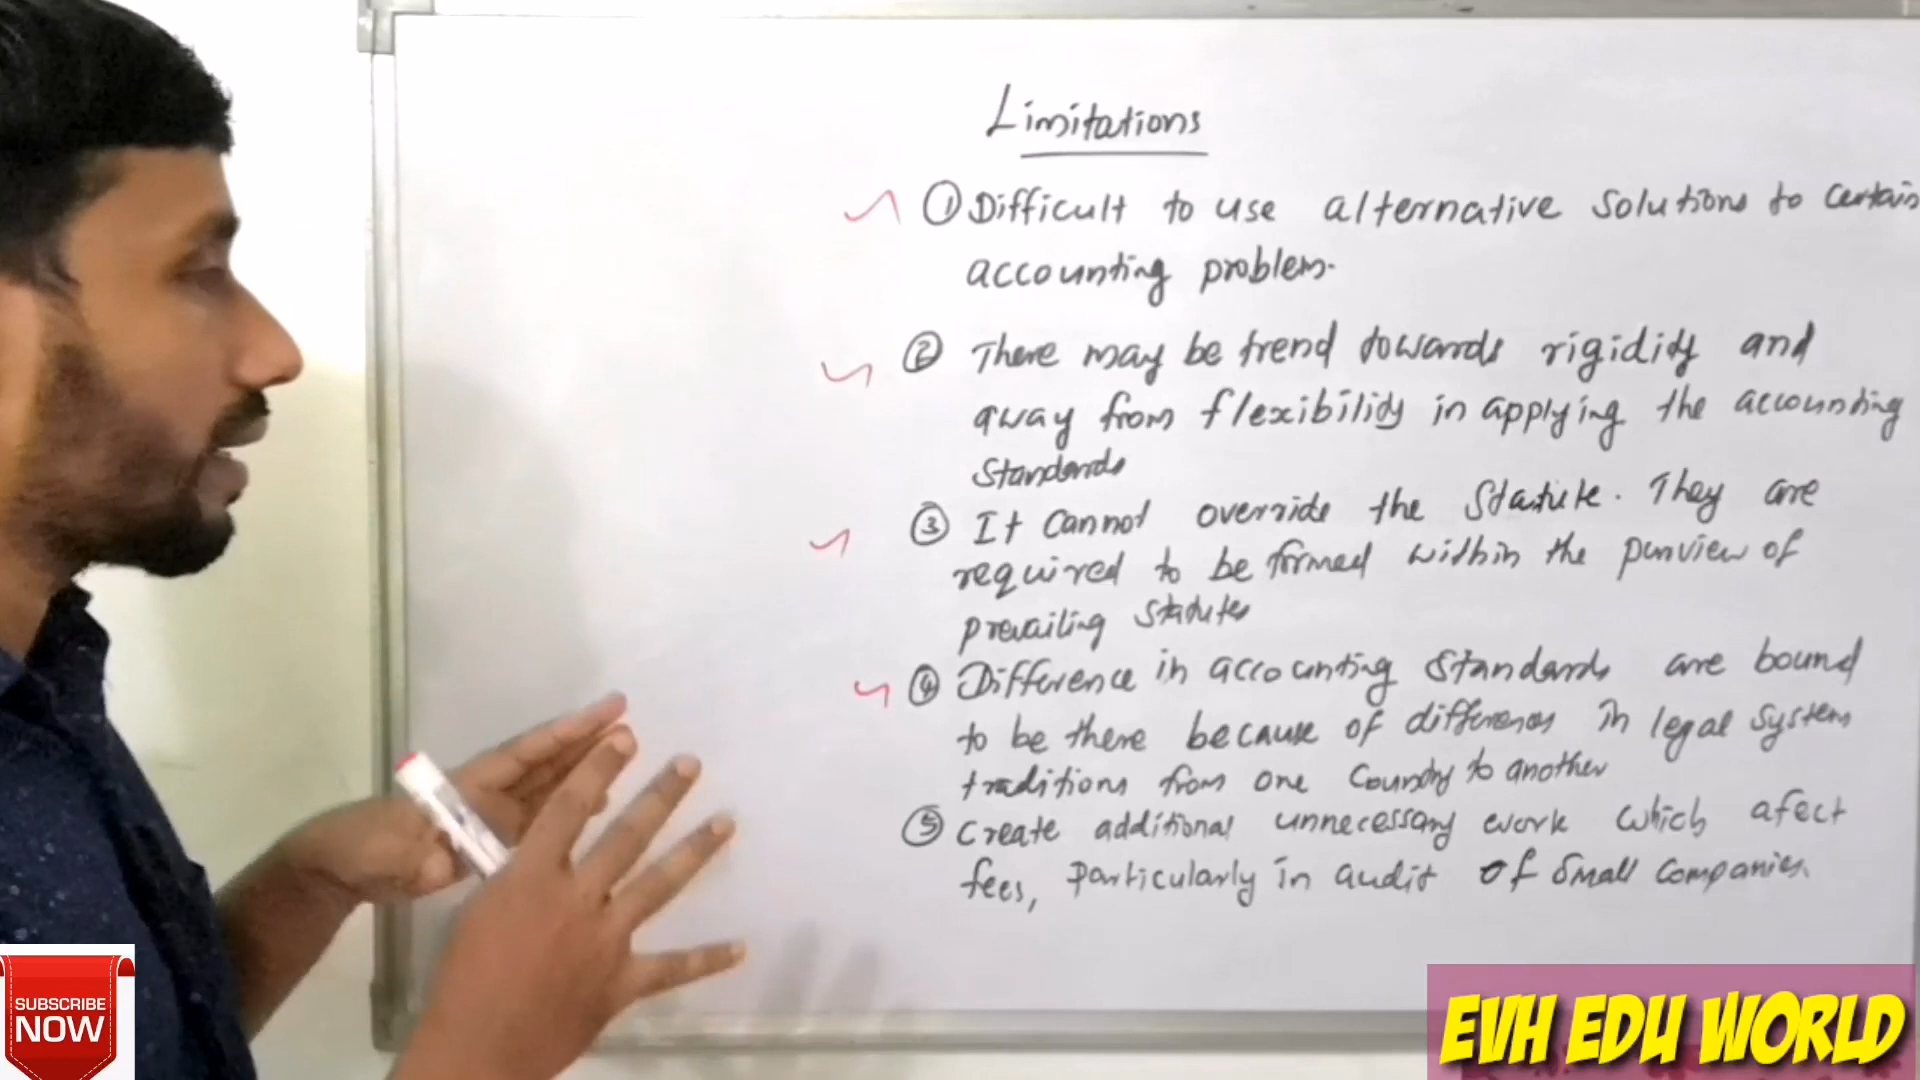 Limitations
① Difficult to use alternative solutions to certain
accounting problem.
② There may be trend towards rigidity and
away from flexibility in applying the accounting
Standards
③ It cannot override the Statute. They are
required to be formed within the purview of
prevailing statutes
④ Difference in accounting Standards are bound
to be there because of differences in legal system
traditions from one Country to another
⑤ Create additional unnecessary work which afect
fees, Particularly in audit of small companies.
SUBSCRIBE
NOW
EVH EDU WORLD